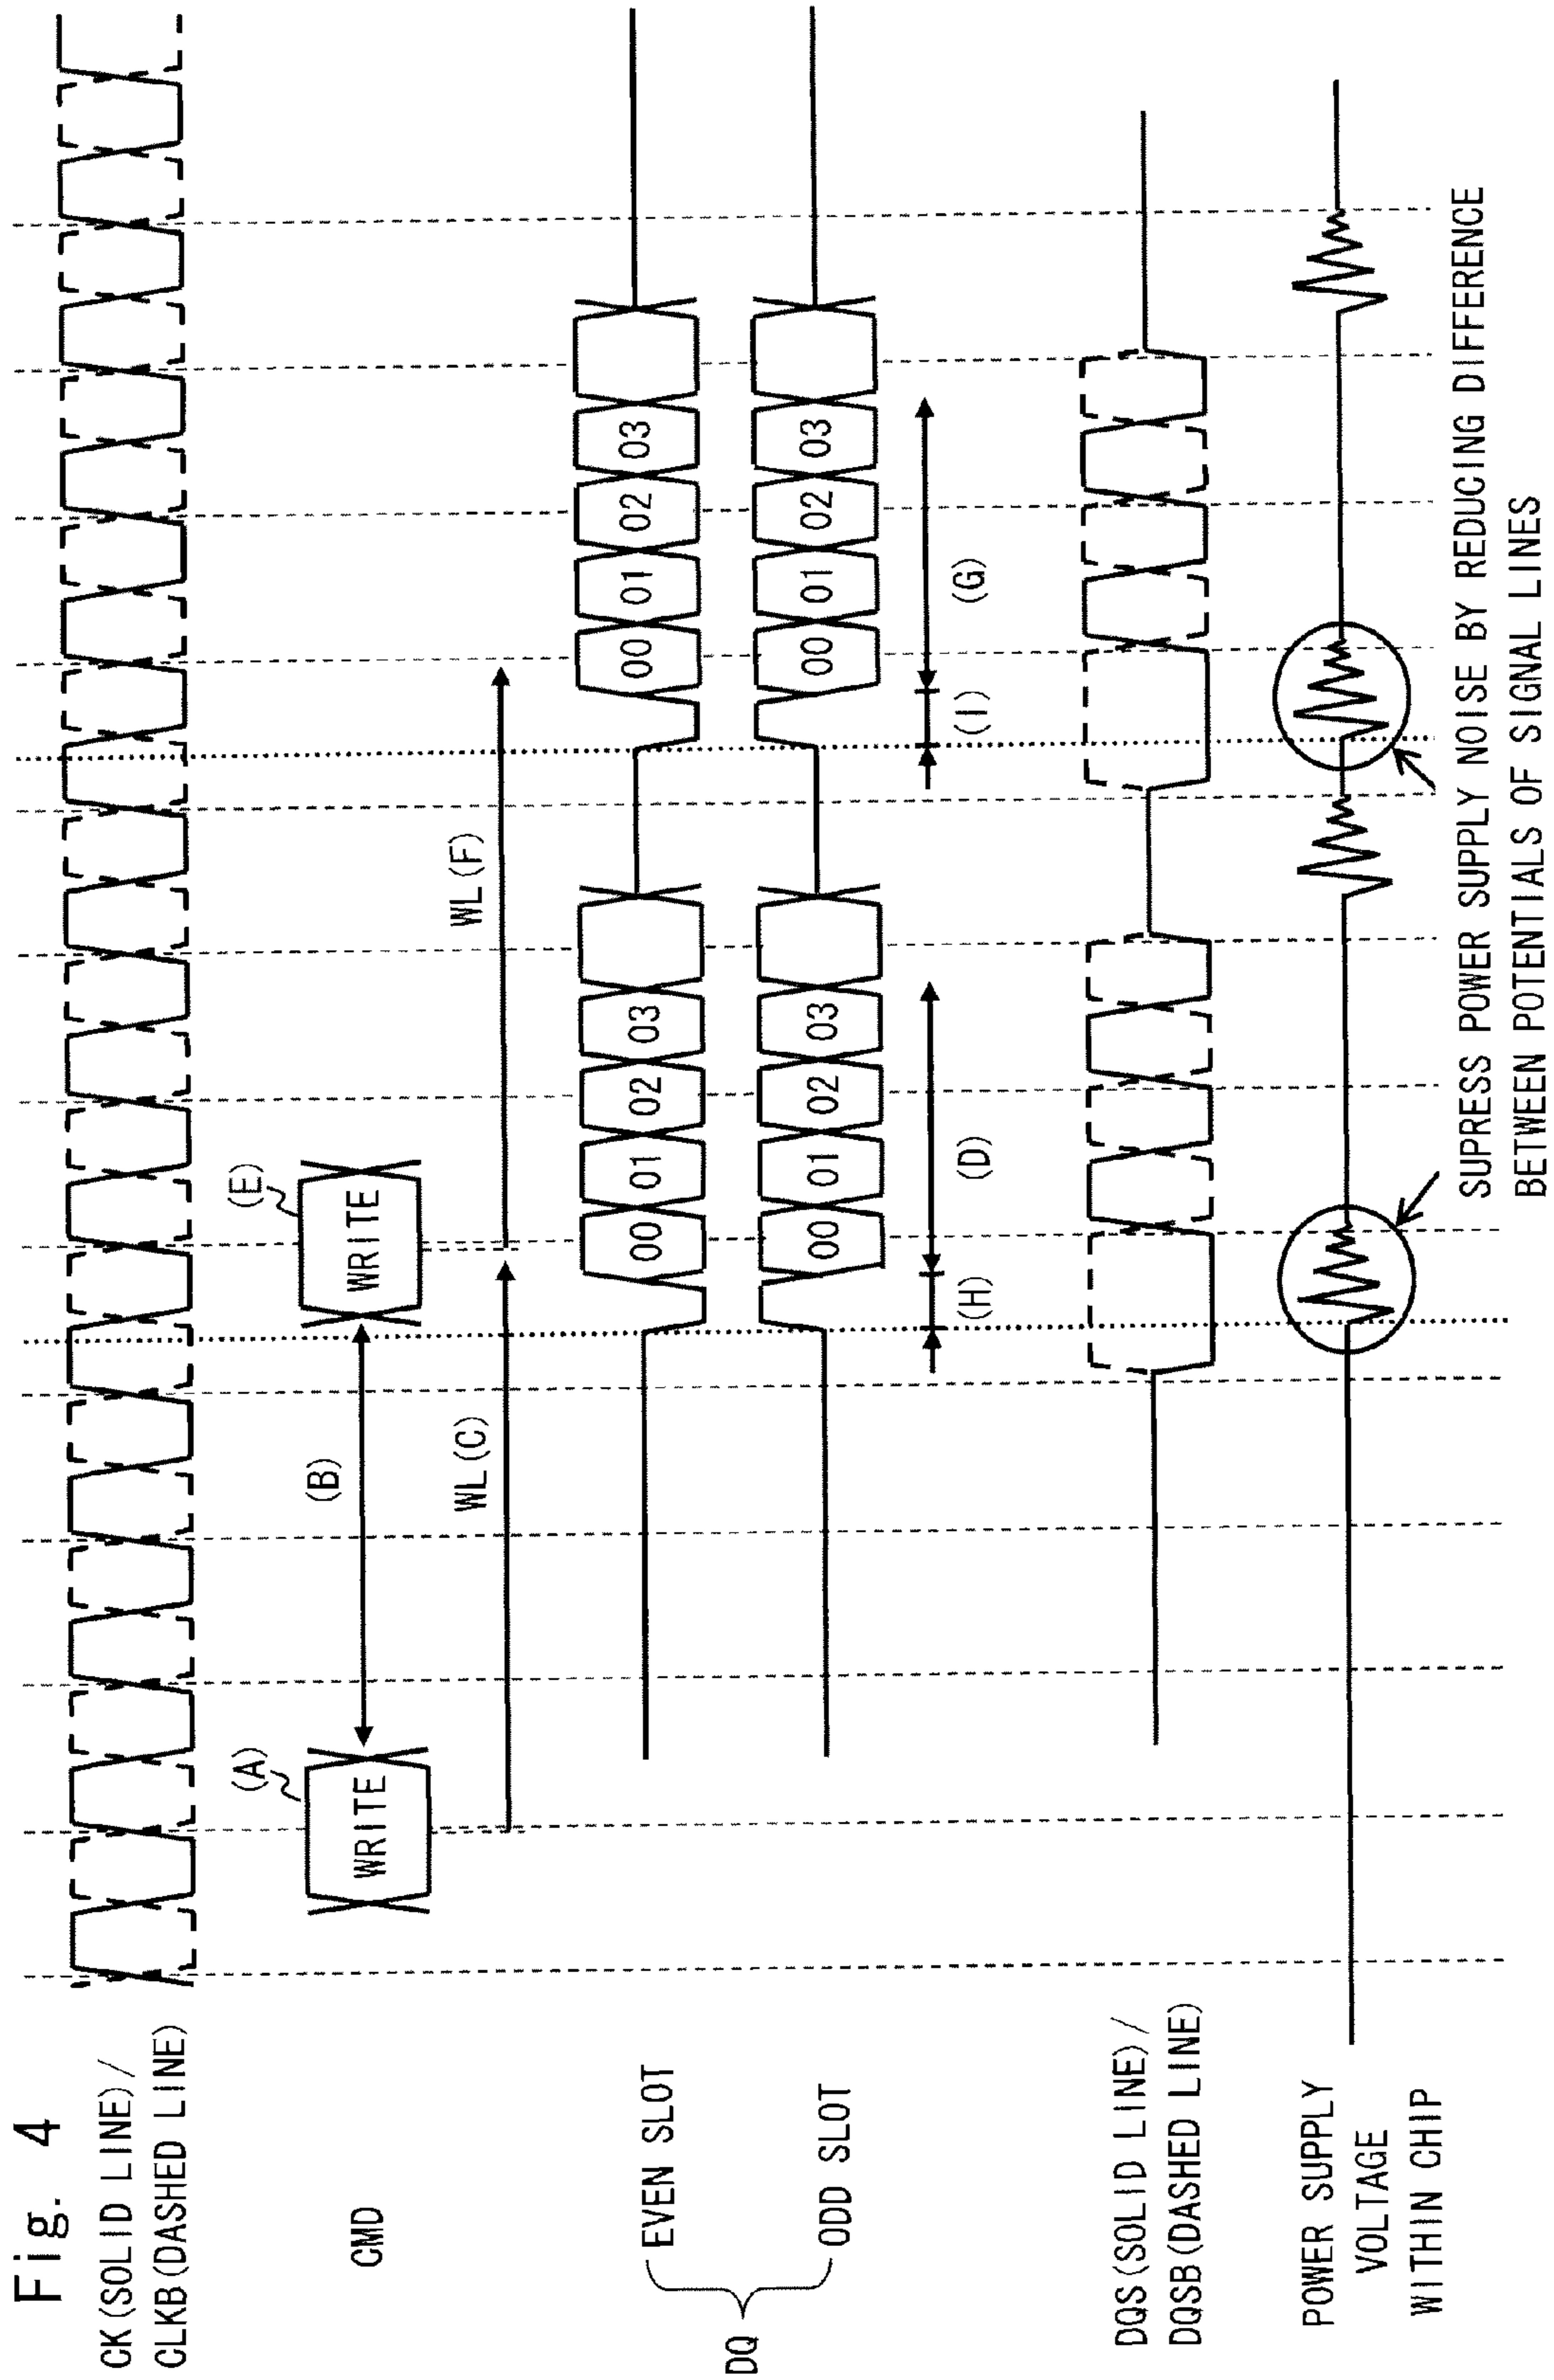 Fig. 4
CK(SOLID LINE)/
CLKB(DASHED LINE)
CMD
(A)
WRITE
(B)
(E)
WRITE
WL(C)
WL(F)
DQ
EVEN SLOT
00 01 02 03
00 01 02 03
ODD SLOT
00 01 02 03
00 01 02 03
(H)
(D)
(I)
(G)
DQS(SOLID LINE)/
DQSB(DASHED LINE)
POWER SUPPLY
VOLTAGE
WITHIN CHIP
SUPRESS POWER SUPPLY NOISE BY REDUCING DIFFERENCE
BETWEEN POTENTIALS OF SIGNAL LINES